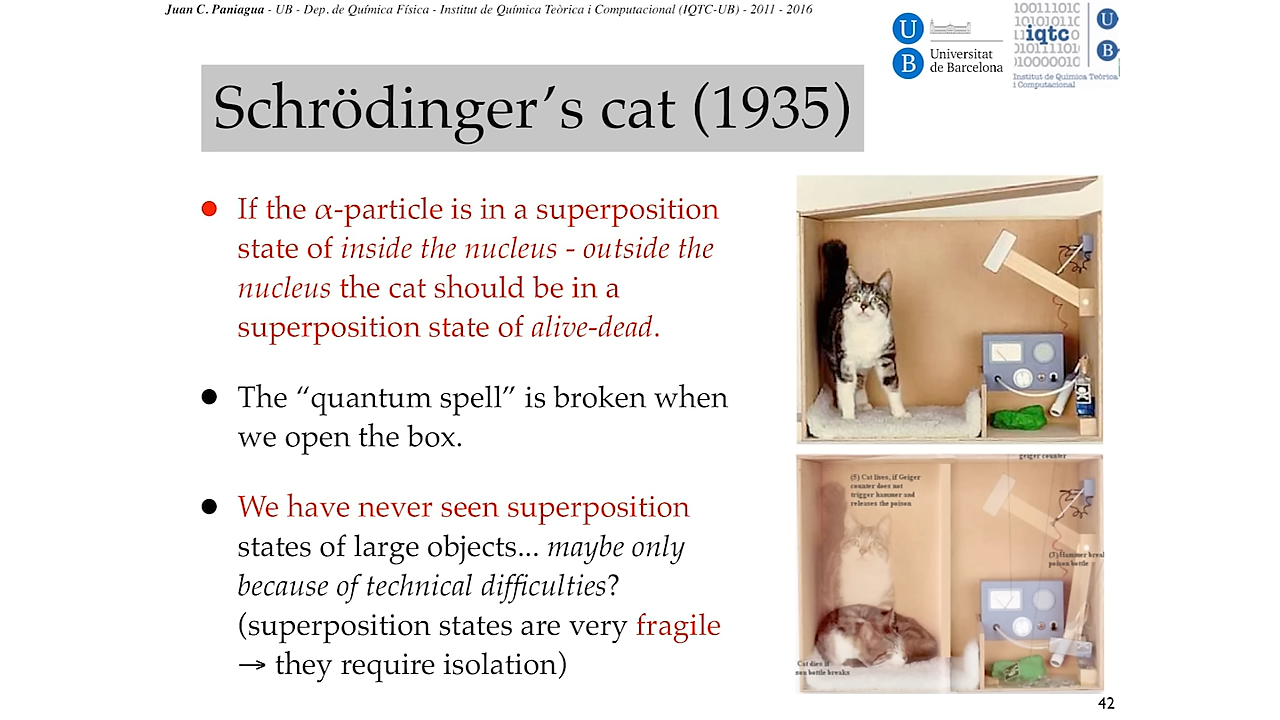 Juan C. Paniagua - UB - Dep. de Química Física - Institut de Química Teòrica i Computacional (IQTC-UB) - 2011 - 2016
U
B
Universitat
de Barcelona
10011101C
iqtc
10000001C
U
B
Institut de Química Teòrica
i Computacional
Schrödinger’s cat (1935)
● If the α-particle is in a superposition
state of inside the nucleus - outside the
nucleus the cat should be in a
superposition state of alive-dead.
● The “quantum spell” is broken when
we open the box.
● We have never seen superposition
states of large objects... maybe only
because of technical difficulties?
(superposition states are very fragile
→ they require isolation)
geiger counter
(5) Cat lives, if Geiger
counter does not
trigger hammer and
releases the poison
Cat dies if
bottle breaks
poison bottle
42